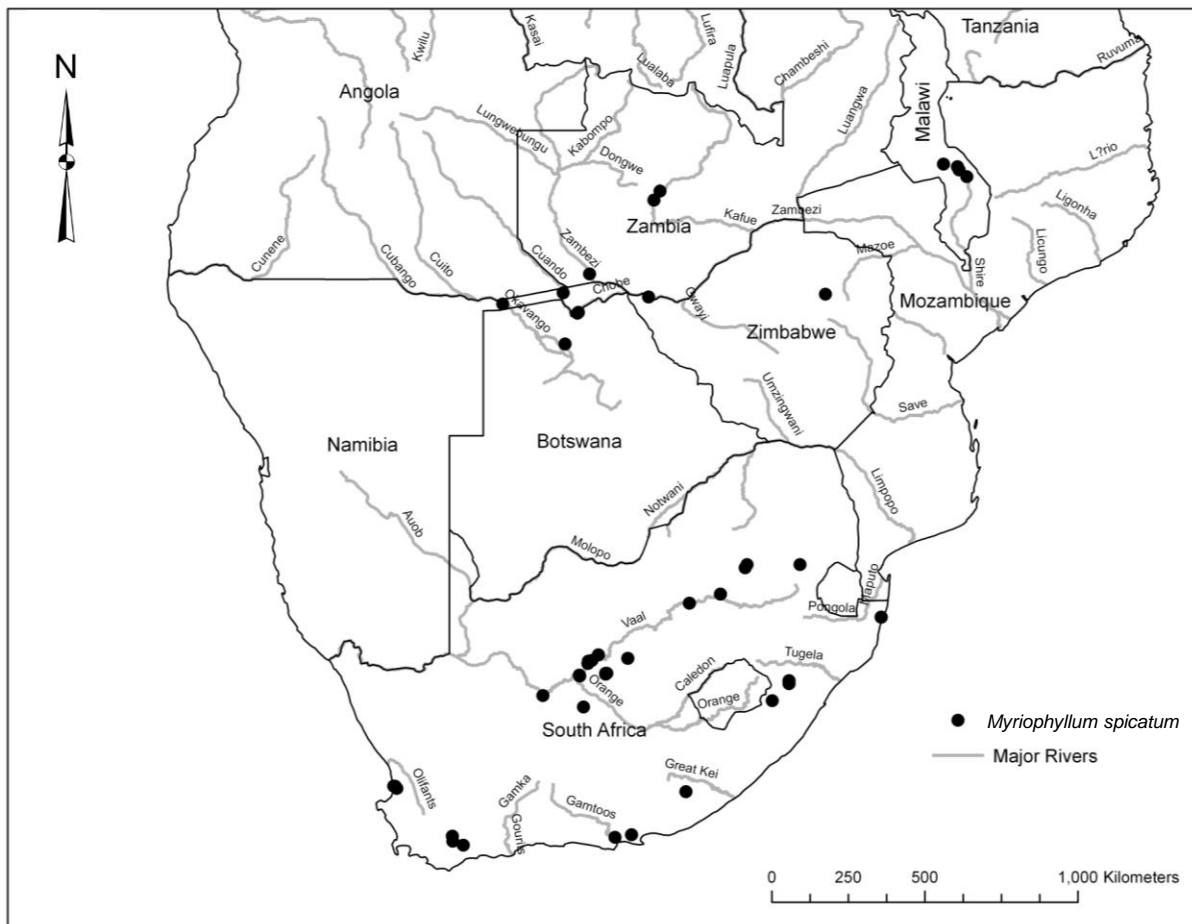 Tanzania
Kasai
Kwilu
Lufira
Lualaba
Luapula
Chambeshi
Ruvuma
N
Angola
Luangwa
Malawi
Lungwebungu
Kabompo
Dongwe
L?rio
Ligonha
Licungo
Zambia
Kafue
Zambezi
Zambezi
Mazoe
Shire
Cunene
Cubango
Cuito
Cuando
Chobe
Okavango
Gwayi
Mozambique
Zimbabwe
Umzingwani
Save
Namibia
Botswana
Auob
Notwani
Limpopo
Molopo
Maputo
Pongola
Vaal
Tugela
Caledon
Orange
Orange
South Africa
Myriophyllum spicatum
Major Rivers
Olifants
Gamka
Gourits
Gamtoos
Great Kei
0 250 500 1,000 Kilometers